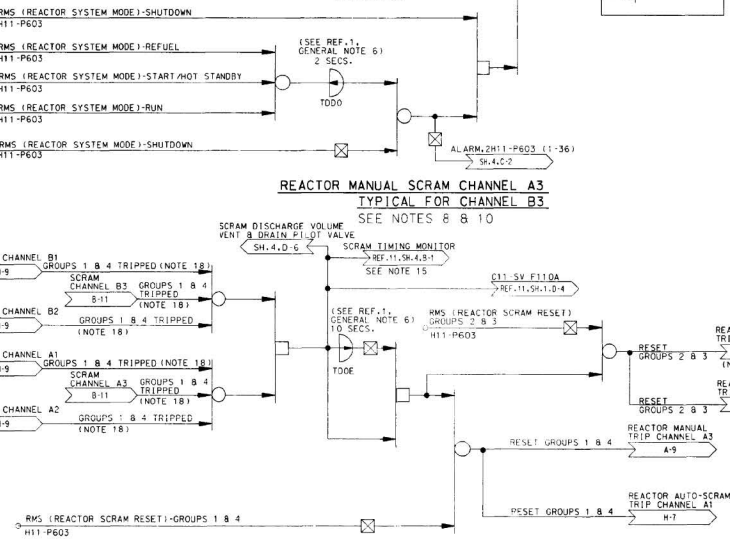 RMS (REACTOR SYSTEM MODE)-SHUTDOWN
H11-P603
RMS (REACTOR SYSTEM MODE)-REFUEL
H11-P603
(SEE REF.1,
GENERAL NOTE 6)
2 SECS.
RMS (REACTOR SYSTEM MODE)-START/HOT STANDBY
H11-P603
TDDO
RMS (REACTOR SYSTEM MODE)-RUN
H11-P603
RMS (REACTOR SYSTEM MODE)-SHUTDOWN
H11-P603
ALARM,2H11-P603 (1-36)
SH.4.C-2
REACTOR MANUAL SCRAM CHANNEL A3
TYPICAL FOR CHANNEL B3
SEE NOTES 8 & 10
SCRAM DISCHARGE VOLUME
VENT & DRAIN PILOT VALVE
SH.4.D-6
SCRAM TIMING MONITOR
REF.11.SH.4.B-1
SEE NOTE 15
C11-SV F110A
REF.11.SH.1.D-4
CHANNEL B1
-9
GROUPS 1 & 4 TRIPPED (NOTE 18)
SCRAM
CHANNEL B3
B-11
GROUPS 1 & 4
TRIPPED
(NOTE 18)
CHANNEL B2
-9
GROUPS 1 & 4 TRIPPED
(NOTE 18)
(SEE REF.1,
GENERAL NOTE 6)
10 SECS.
TDOE
RMS (REACTOR SCRAM RESET)
GROUPS 2 & 3
H11-P603
CHANNEL A1
-9
GROUPS 1 & 4 TRIPPED (NOTE 18)
SCRAM
CHANNEL A3
B-11
GROUPS 1 & 4
TRIPPED
(NOTE 18)
CHANNEL A2
-9
GROUPS 1 & 4 TRIPPED
(NOTE 18)
RESET
GROUPS 2 & 3
REA
TRI
(N
RESET
GROUPS 2 & 3
REA
TR
RESET GROUPS 1 & 4
REACTOR MANUAL
TRIP CHANNEL A3
A-9
RESET GROUPS 1 & 4
REACTOR AUTO-SCRAM
TRIP CHANNEL A1
H-7
RMS (REACTOR SCRAM RESET)-GROUPS 1 & 4
H11-P603